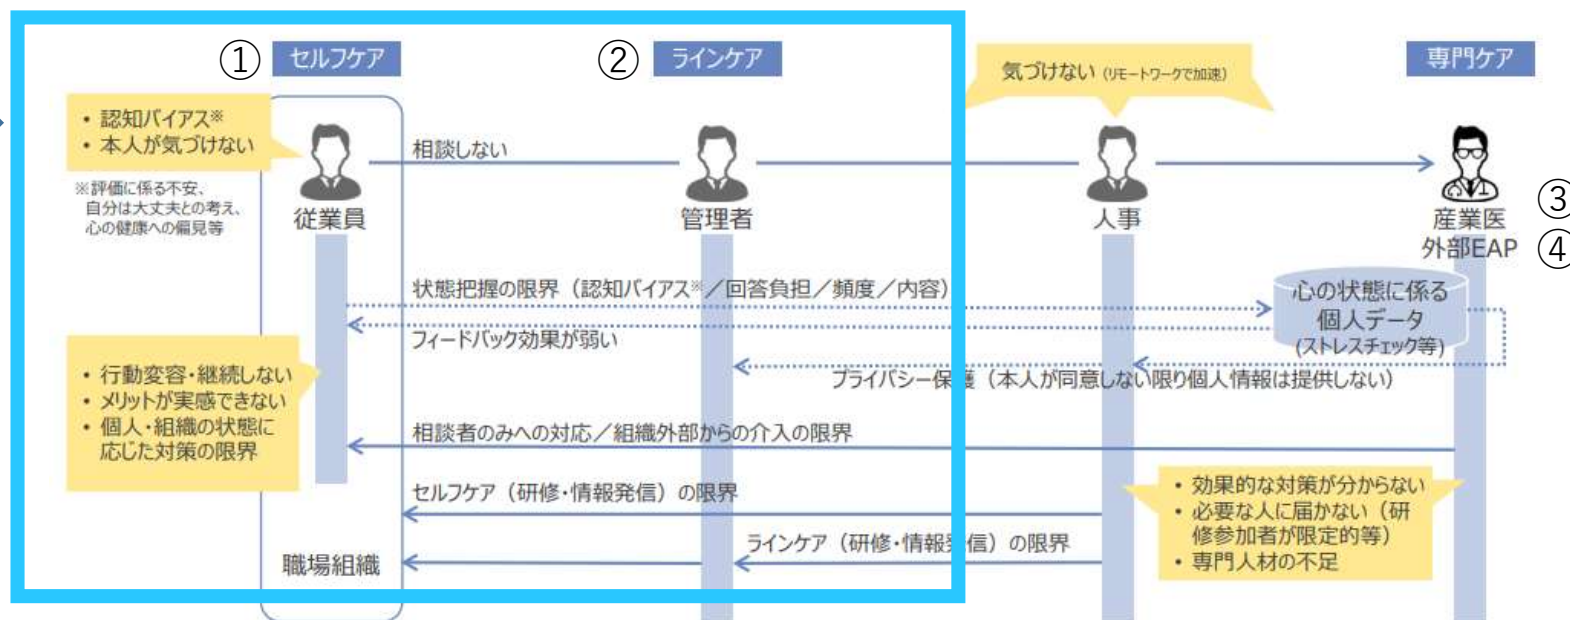 ① セルフケア
② ラインケア
気づけない（リモートワークで加速）
専門ケア
• 認知バイアス※
• 本人が気づけない
※評価に係る不安、
自分は大丈夫との考え、
心の健康への偏見等
相談しない
従業員
管理者
人事
産業医
外部EAP
③
④
状態把握の限界（認知バイアス※／回答負担／頻度／内容）
フィードバック効果が弱い
心の状態に係る
個人データ
(ストレスチェック等)
プライバシー保護（本人が同意しない限り個人情報は提供しない）
• 行動変容・継続しない
• メリットが実感できない
• 個人・組織の状態に
応じた対策の限界
相談者のみへの対応／組織外部からの介入の限界
セルフケア（研修・情報発信）の限界
ラインケア（研修・情報発信）の限界
職場組織
• 効果的な対策が分からない
• 必要な人に届かない（研
修参加者が限定的等）
• 専門人材の不足